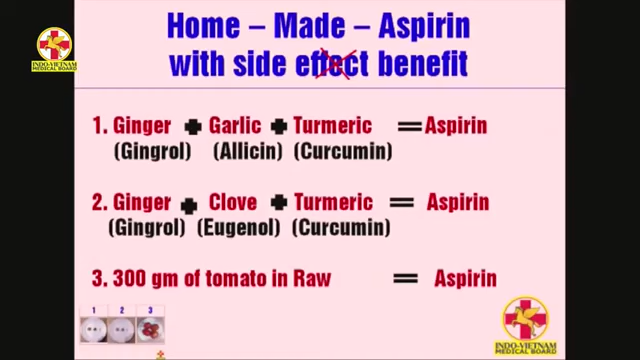 INDO-VIETNAM
MEDICAL BOARD
Home – Made – Aspirin
with side effect benefit
1. Ginger + Garlic + Turmeric = Aspirin
(Gingrol) (Allicin) (Curcumin)
2. Ginger + Clove + Turmeric = Aspirin
(Gingrol) (Eugenol) (Curcumin)
3. 300 gm of tomato in Raw = Aspirin
1 2 3
INDO-VIETNAM
MEDICAL BOARD